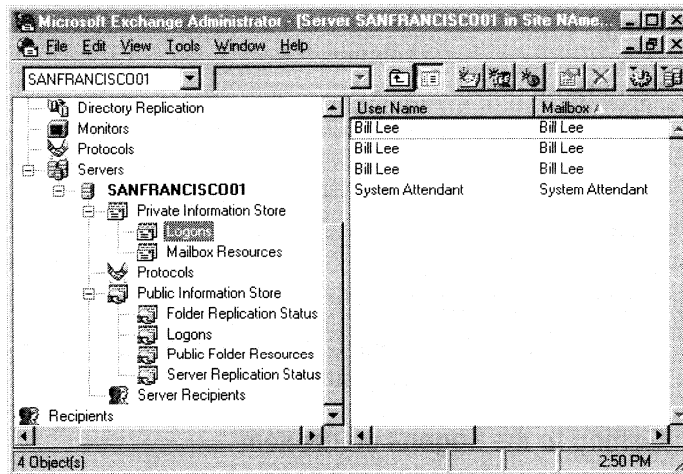 Microsoft Exchange Administrator - [Server SANFRANCISCO01 in Site NAme...
File Edit View Tools Window Help
SANFRANCISCO01
Directory Replication
Monitors
Protocols
Servers
SANFRANCISCO01
Private Information Store
Logons
Mailbox Resources
Protocols
Public Information Store
Folder Replication Status
Logons
Public Folder Resources
Server Replication Status
Server Recipients
Recipients
User Name Mailbox
Bill Lee Bill Lee
Bill Lee Bill Lee
Bill Lee Bill Lee
System Attendant System Attendant
4 Object(s) 2:50 PM